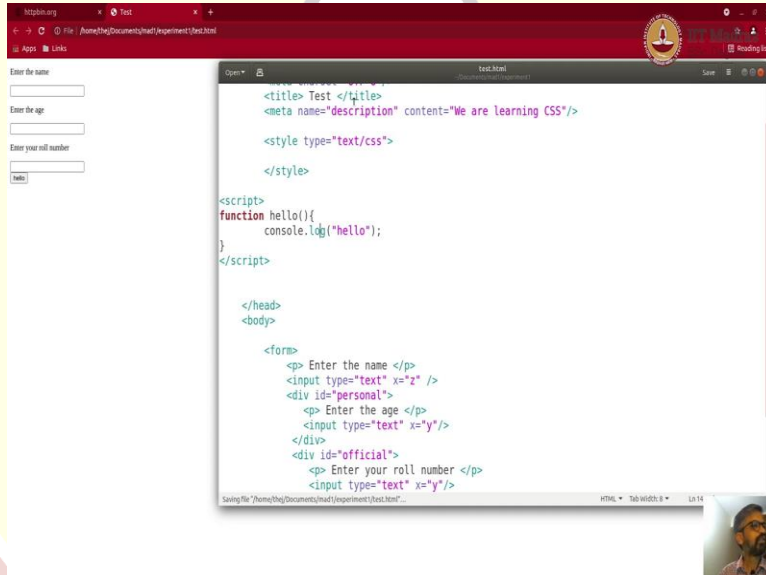 httpbin.org x Test x +
File /home/thej/Documents/mad1/experiment1/test.html
Apps Links Reading lis
Enter the name
Enter the age
Enter your roll number
hello
Open test.html Save
~/Documents/mad1/experiment1
<title> Test </title>
<meta name="description" content="We are learning CSS"/>
<style type="text/css">
</style>
<script>
function hello(){
console.log("hello");
}
</script>
</head>
<body>
<form>
<p> Enter the name </p>
<input type="text" x="z" />
<div id="personal">
<p> Enter the age </p>
<input type="text" x="y"/>
</div>
<div id="official">
<p> Enter your roll number </p>
<input type="text" x="y"/>
Saving file "/home/thej/Documents/mad1/experiment1/test.html"... HTML Tab Width: 8 Ln 14